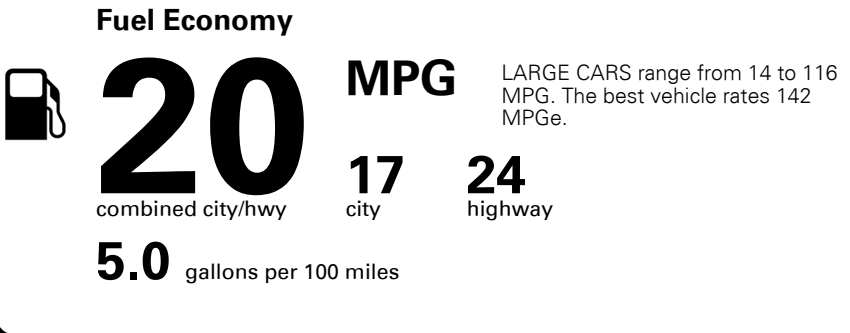 Fuel Economy
20 MPG
LARGE CARS range from 14 to 116
MPG. The best vehicle rates 142
MPGe.
17 24
combined city/hwy city highway
5.0 gallons per 100 miles